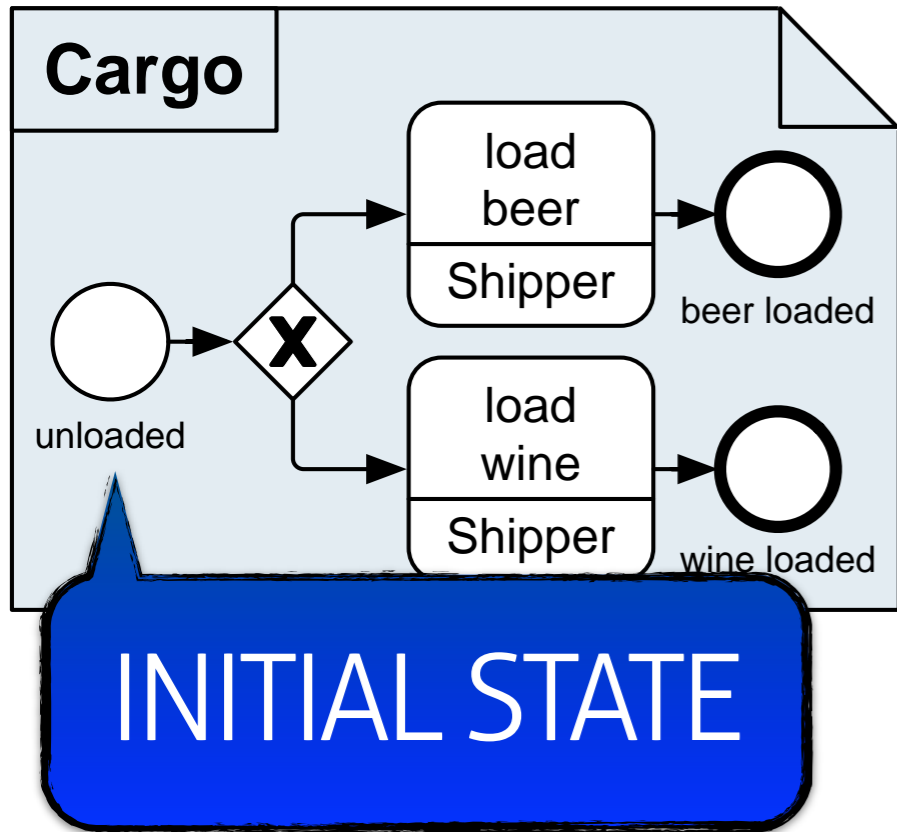 Cargo
load
beer
Shipper
beer loaded
X
unloaded
load
wine
Shipper
wine loaded
INITIAL STATE